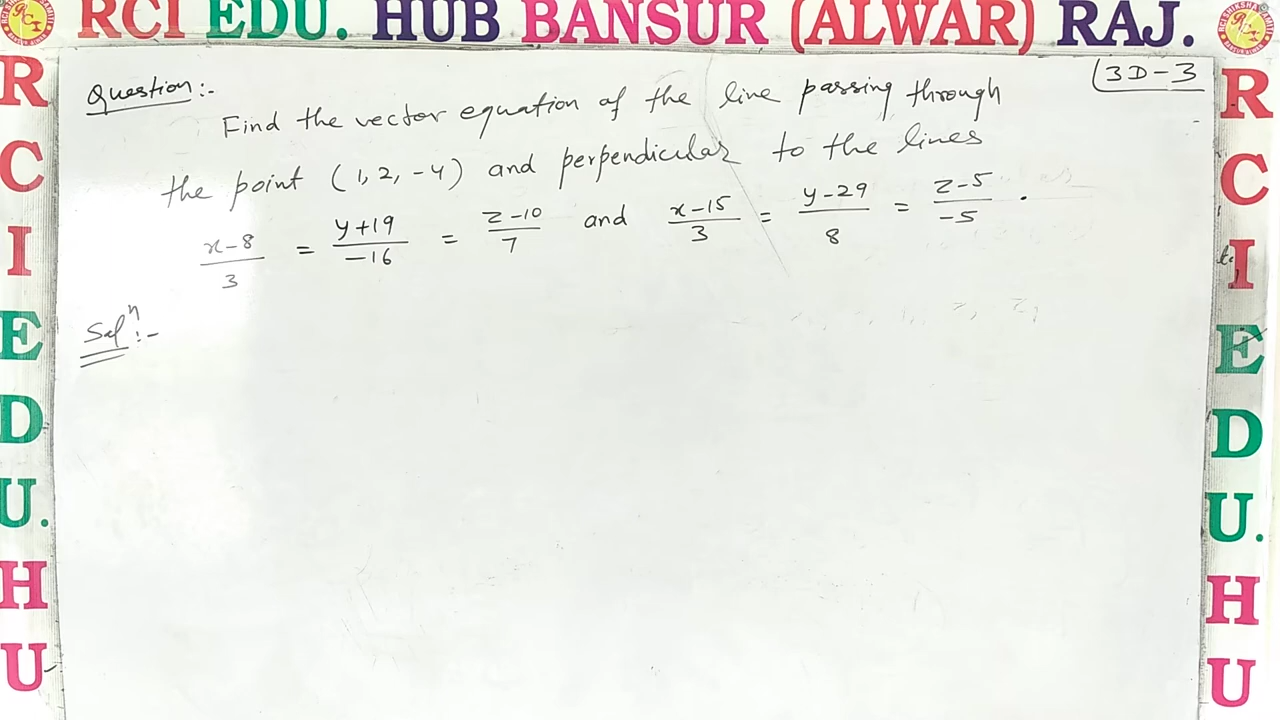 RCI EDU. HUB BANSUR (ALWAR) RAJ.
3D-3
Question:-
Find the vector equation of the line passing through
the point (1, 2, -4) and perpendicular to the lines
x-8/3 = y+19/-16 = z-10/7 and x-15/3 = y-29/8 = z-5/-5 .
Solⁿ:-
R
C
I
E
D
U.
H
U
R
C
I
E
D
U.
H
U